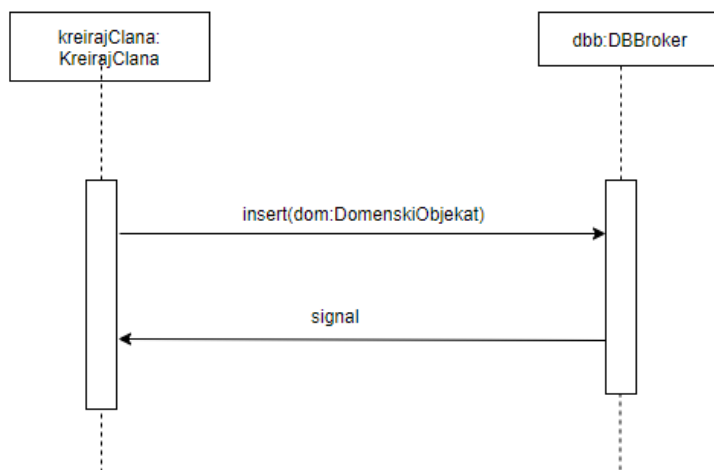 kreirajClana:
KreirajClana
dbb:DBBroker
insert(dom:DomenskiObjekat)
signal